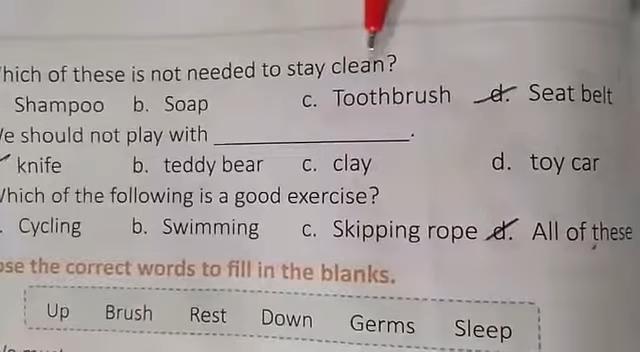 hich of these is not needed to stay clean?
Shampoo b. Soap c. Toothbrush d. Seat belt
e should not play with ____________.
knife b. teddy bear c. clay d. toy car
hich of the following is a good exercise?
Cycling b. Swimming c. Skipping rope d. All of these
ose the correct words to fill in the blanks.
Up Brush Rest Down Germs Sleep